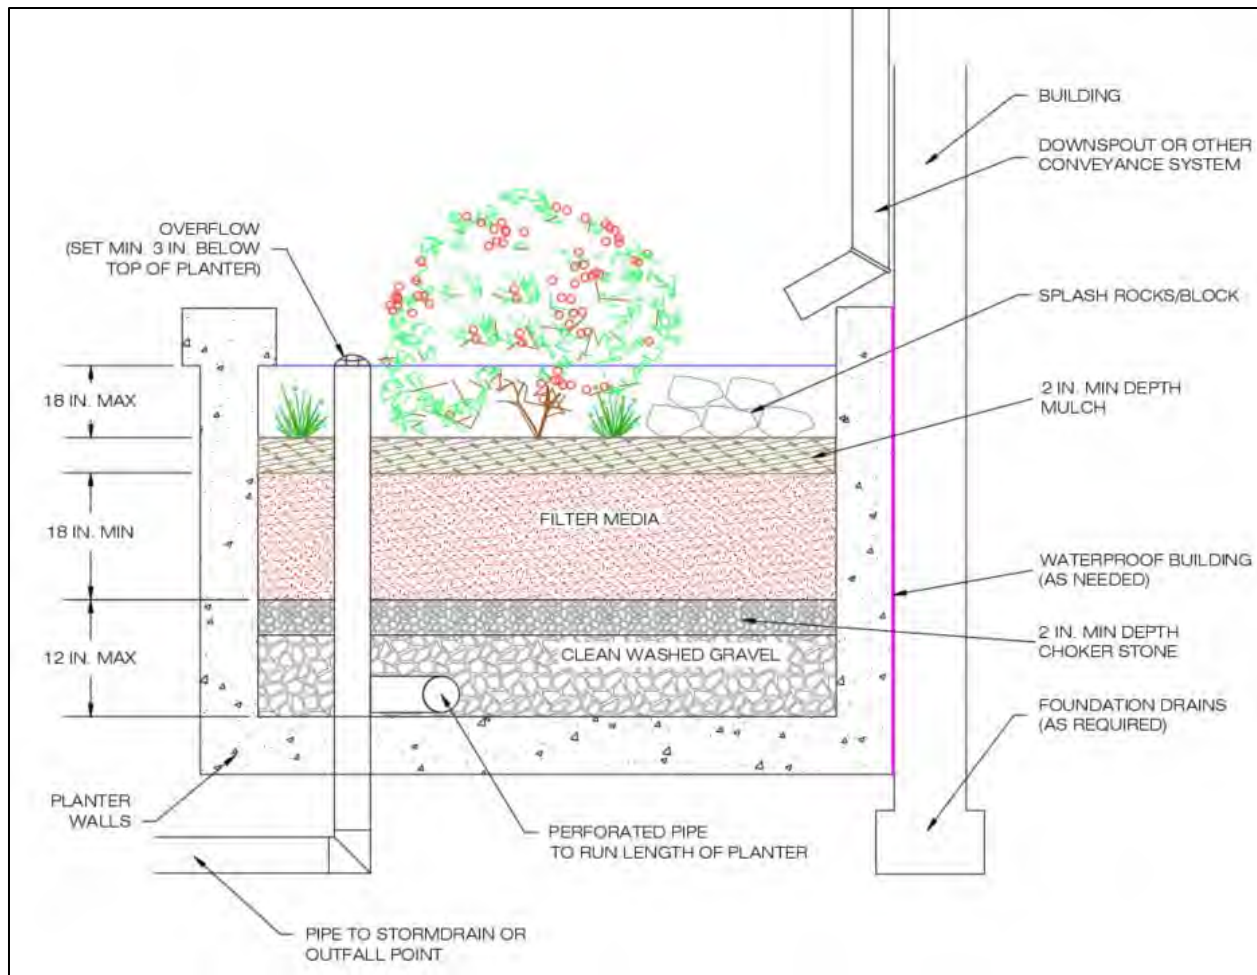 BUILDING
DOWNSPOUT OR OTHER
CONVEYANCE SYSTEM
OVERFLOW
(SET MIN. 3 IN. BELOW
TOP OF PLANTER)
SPLASH ROCKS/BLOCK
18 IN. MAX
2 IN. MIN DEPTH
MULCH
18 IN. MIN
FILTER MEDIA
WATERPROOF BUILDING
(AS NEEDED)
12 IN. MAX
CLEAN WASHED GRAVEL
2 IN. MIN DEPTH
CHOKER STONE
FOUNDATION DRAINS
(AS REQUIRED)
PLANTER
WALLS
PERFORATED PIPE
TO RUN LENGTH OF PLANTER
PIPE TO STORMDRAIN OR
OUTFALL POINT